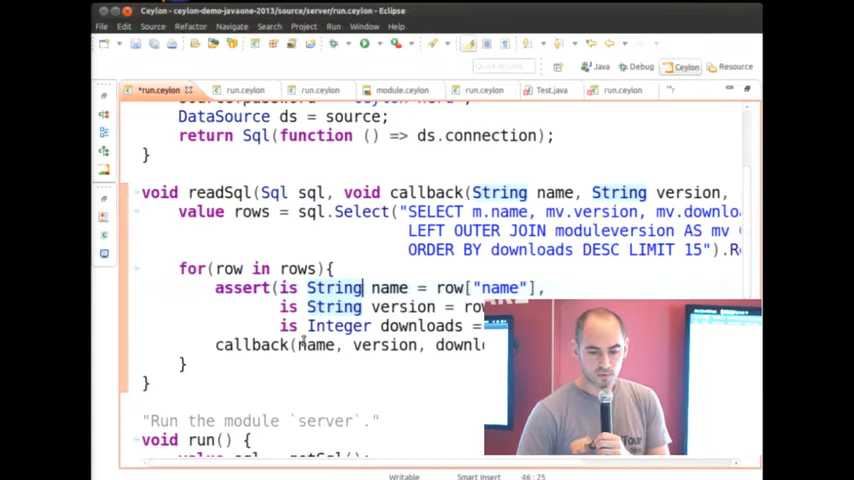 Ceylon - ceylon-demo-javaone-2013/source/server/run.ceylon - Eclipse
File Edit Source Refactor Navigate Search Project Run Window Help
Quick Access
Java Debug Ceylon Resource
*run.ceylon run.ceylon run.ceylon module.ceylon run.ceylon Test.java run.ceylon
DataSource ds = source;
return Sql(function () => ds.connection);
}
void readSql(Sql sql, void callback(String name, String version,
value rows = sql.Select("SELECT m.name, mv.version, mv.downlo
LEFT OUTER JOIN moduleversion AS mv
ORDER BY downloads DESC LIMIT 15").R
for(row in rows){
assert(is String name = row["name"],
is String version = row
is Integer downloads =
callback(name, version, downl
}
}
"Run the module `server`."
void run() {
Writable Smart Insert 46 : 25